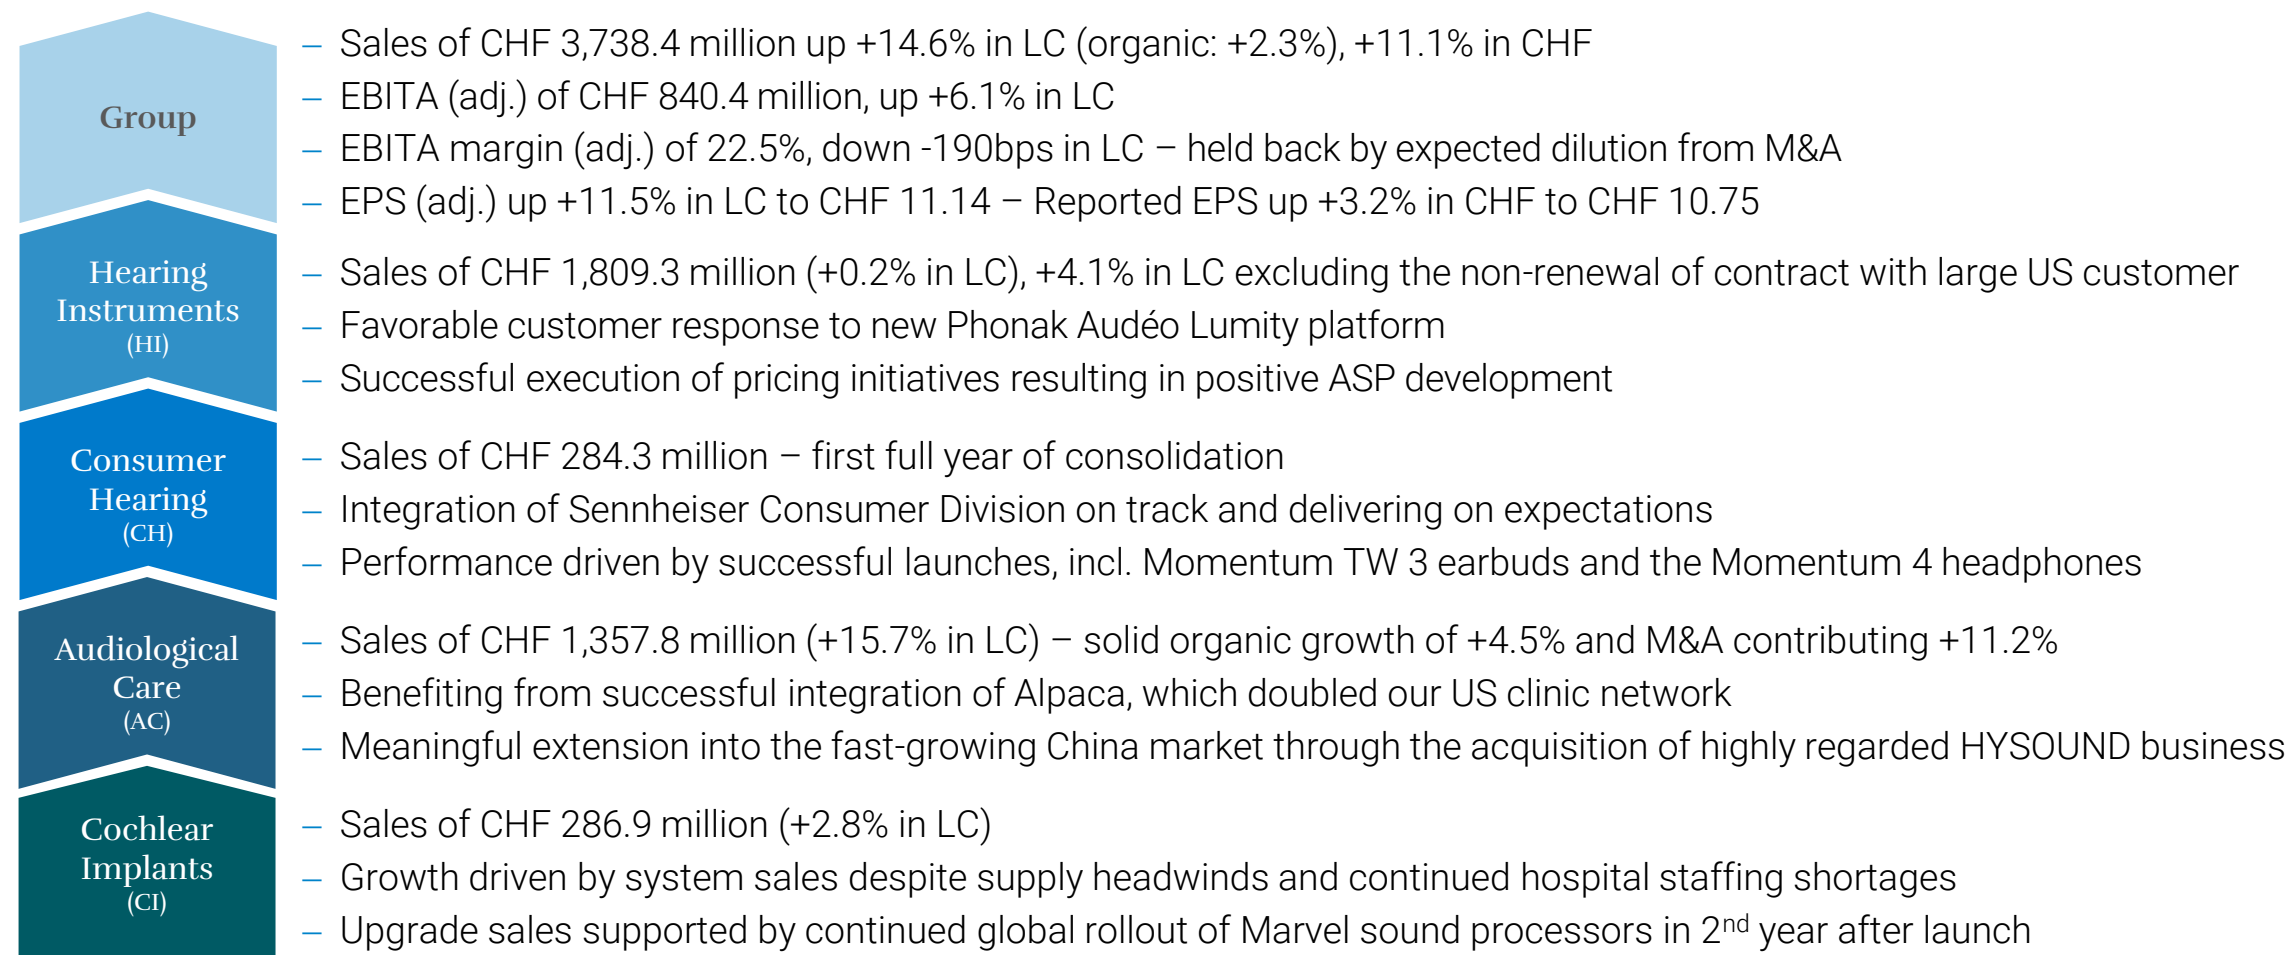 Group
– Sales of CHF 3,738.4 million up +14.6% in LC (organic: +2.3%), +11.1% in CHF
– EBITA (adj.) of CHF 840.4 million, up +6.1% in LC
– EBITA margin (adj.) of 22.5%, down -190bps in LC – held back by expected dilution from M&A
– EPS (adj.) up +11.5% in LC to CHF 11.14 – Reported EPS up +3.2% in CHF to CHF 10.75
Hearing
Instruments
(HI)
– Sales of CHF 1,809.3 million (+0.2% in LC), +4.1% in LC excluding the non-renewal of contract with large US customer
– Favorable customer response to new Phonak Audéo Lumity platform
– Successful execution of pricing initiatives resulting in positive ASP development
Consumer
Hearing
(CH)
– Sales of CHF 284.3 million – first full year of consolidation
– Integration of Sennheiser Consumer Division on track and delivering on expectations
– Performance driven by successful launches, incl. Momentum TW 3 earbuds and the Momentum 4 headphones
Audiological
Care
(AC)
– Sales of CHF 1,357.8 million (+15.7% in LC) – solid organic growth of +4.5% and M&A contributing +11.2%
– Benefiting from successful integration of Alpaca, which doubled our US clinic network
– Meaningful extension into the fast-growing China market through the acquisition of highly regarded HYSOUND business
Cochlear
Implants
(CI)
– Sales of CHF 286.9 million (+2.8% in LC)
– Growth driven by system sales despite supply headwinds and continued hospital staffing shortages
– Upgrade sales supported by continued global rollout of Marvel sound processors in 2nd year after launch